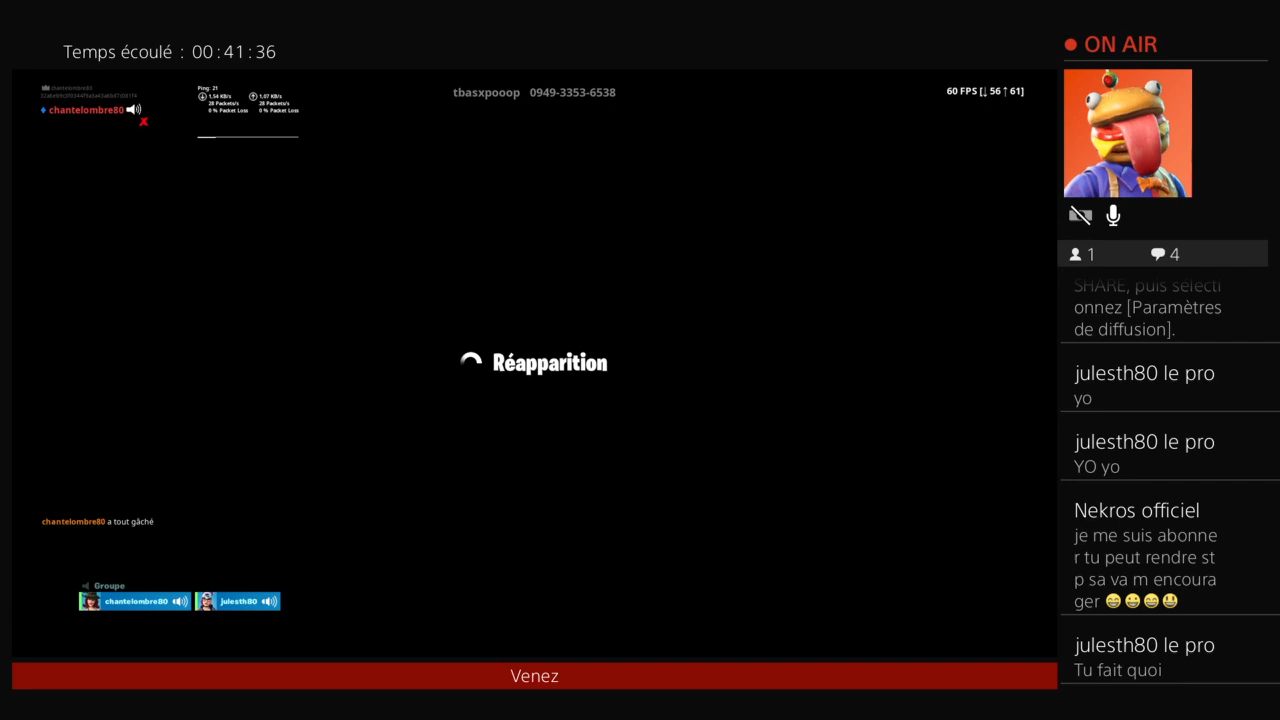 Temps écoulé : 00:41:36
ON AIR
chantelombre80
chantelombre80
Ping: 21
1,54 KB/s
28 Packets/s
0 % Packet Loss
1,07 KB/s
28 Packets/s
0 % Packet Loss
tbasxpooop 0949-3353-6538
60 FPS [↓ 56 ↑ 61]
1 4
SHARE, puis sélecti
onnez [Paramètres
de diffusion].
julesth80 le pro
yo
julesth80 le pro
YO yo
Nekros officiel
je me suis abonne
r tu peut rendre st
p sa va m encoura
ger 😁😀😄😃
julesth80 le pro
Tu fait quoi
Réapparition
chantelombre80 a tout gâché
Groupe
chantelombre80 julesth80
Venez